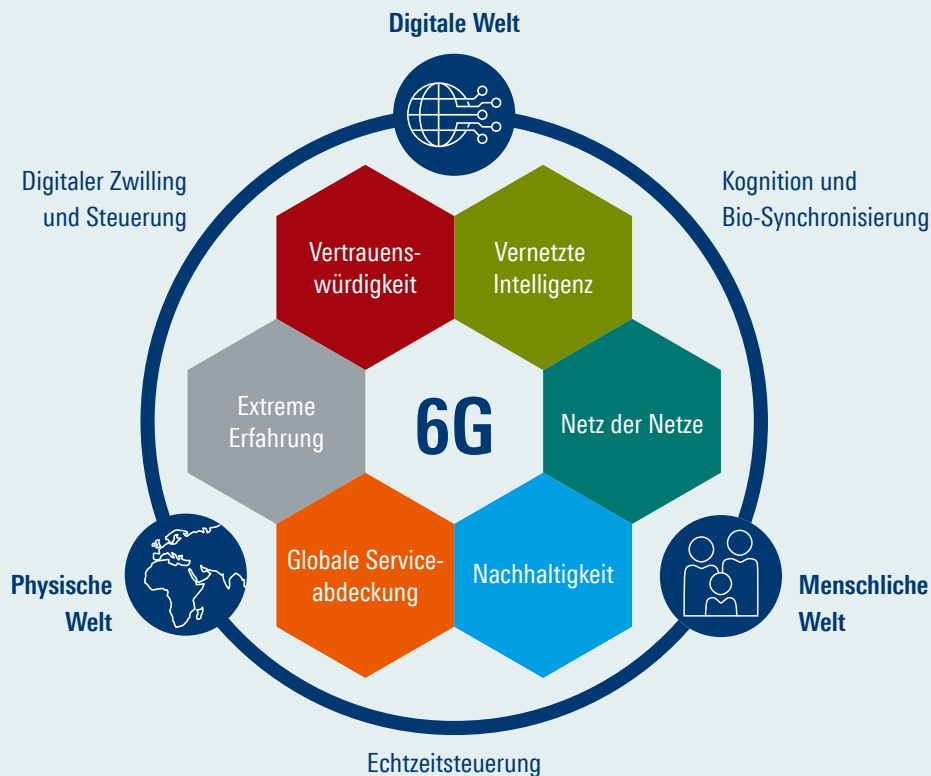 Digitale Welt
Digitaler Zwilling
und Steuerung
Kognition und
Bio-Synchronisierung
Vertrauens-
würdigkeit
Vernetzte
Intelligenz
Extreme
Erfahrung
6G
Netz der Netze
Globale Service-
abdeckung
Nachhaltigkeit
Physische
Welt
Menschliche
Welt
Echtzeitsteuerung